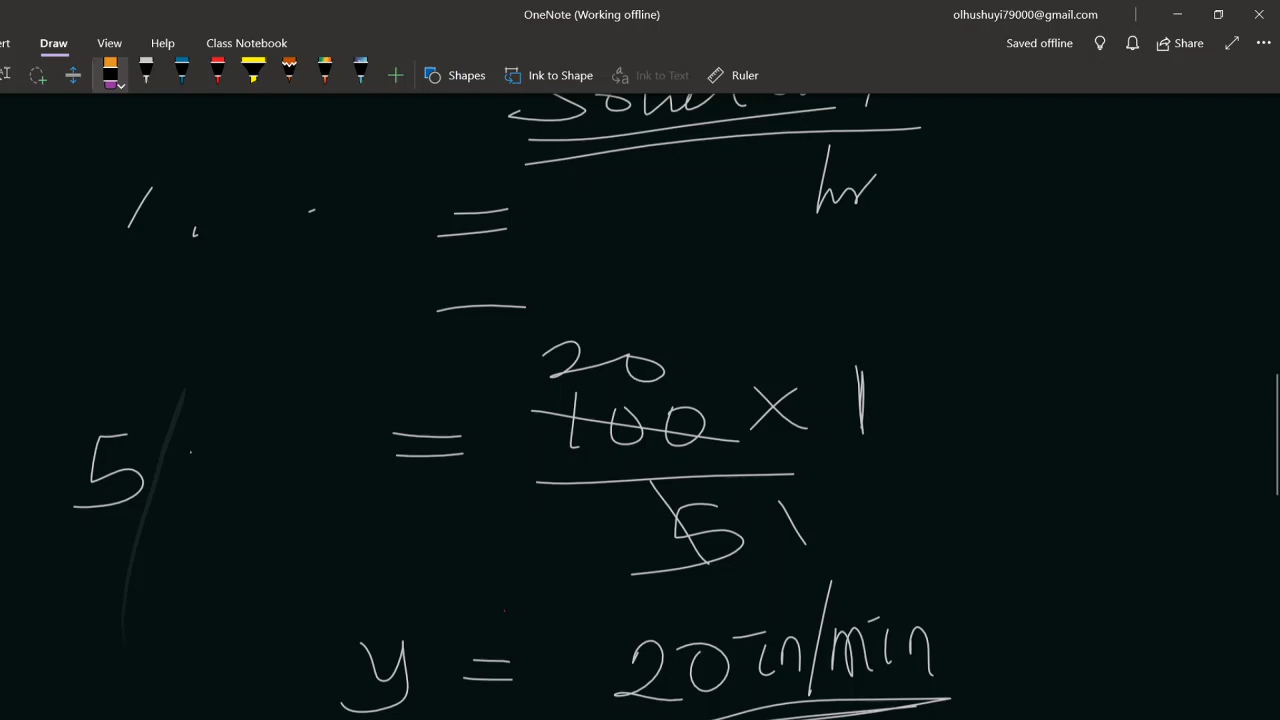 OneNote (Working offline)
olhushuyi79000@gmail.com
ert Draw View Help Class Notebook
Saved offline
Share
Shapes
Ink to Shape
Ink to Text
Ruler
hr
1. =
20
5 = 100 × 1
5 \
y = 20 in/min